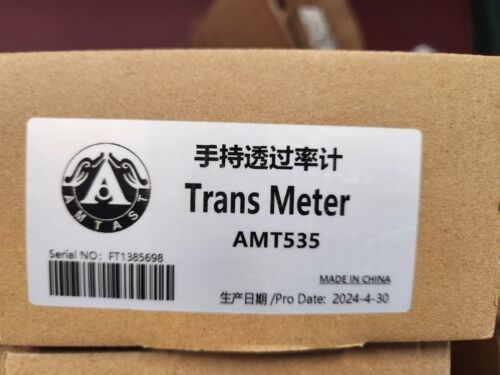 手持透过率计
Trans Meter
AMT535
AMTAST
Serial NO: FT1385698
MADE IN CHINA
生产日期 /Pro Date: 2024-4-30